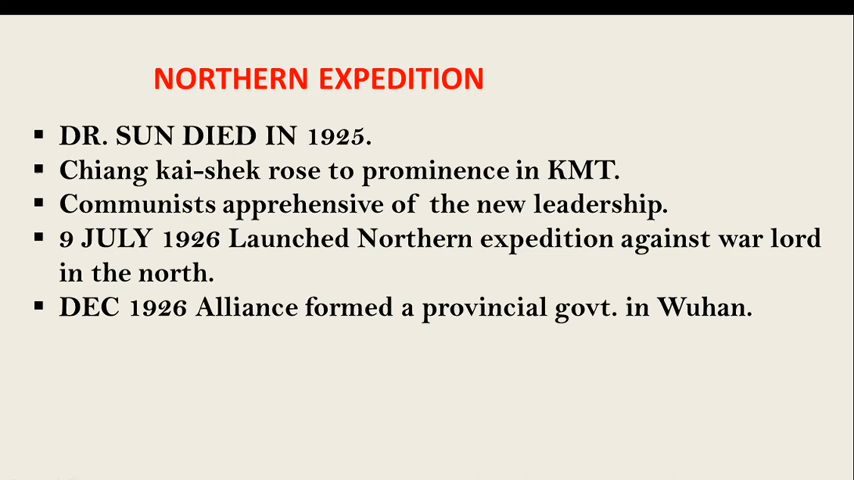 NORTHERN EXPEDITION
▪ DR. SUN DIED IN 1925.
▪ Chiang kai-shek rose to prominence in KMT.
▪ Communists apprehensive of the new leadership.
▪ 9 JULY 1926 Launched Northern expedition against war lord
in the north.
▪ DEC 1926 Alliance formed a provincial govt. in Wuhan.